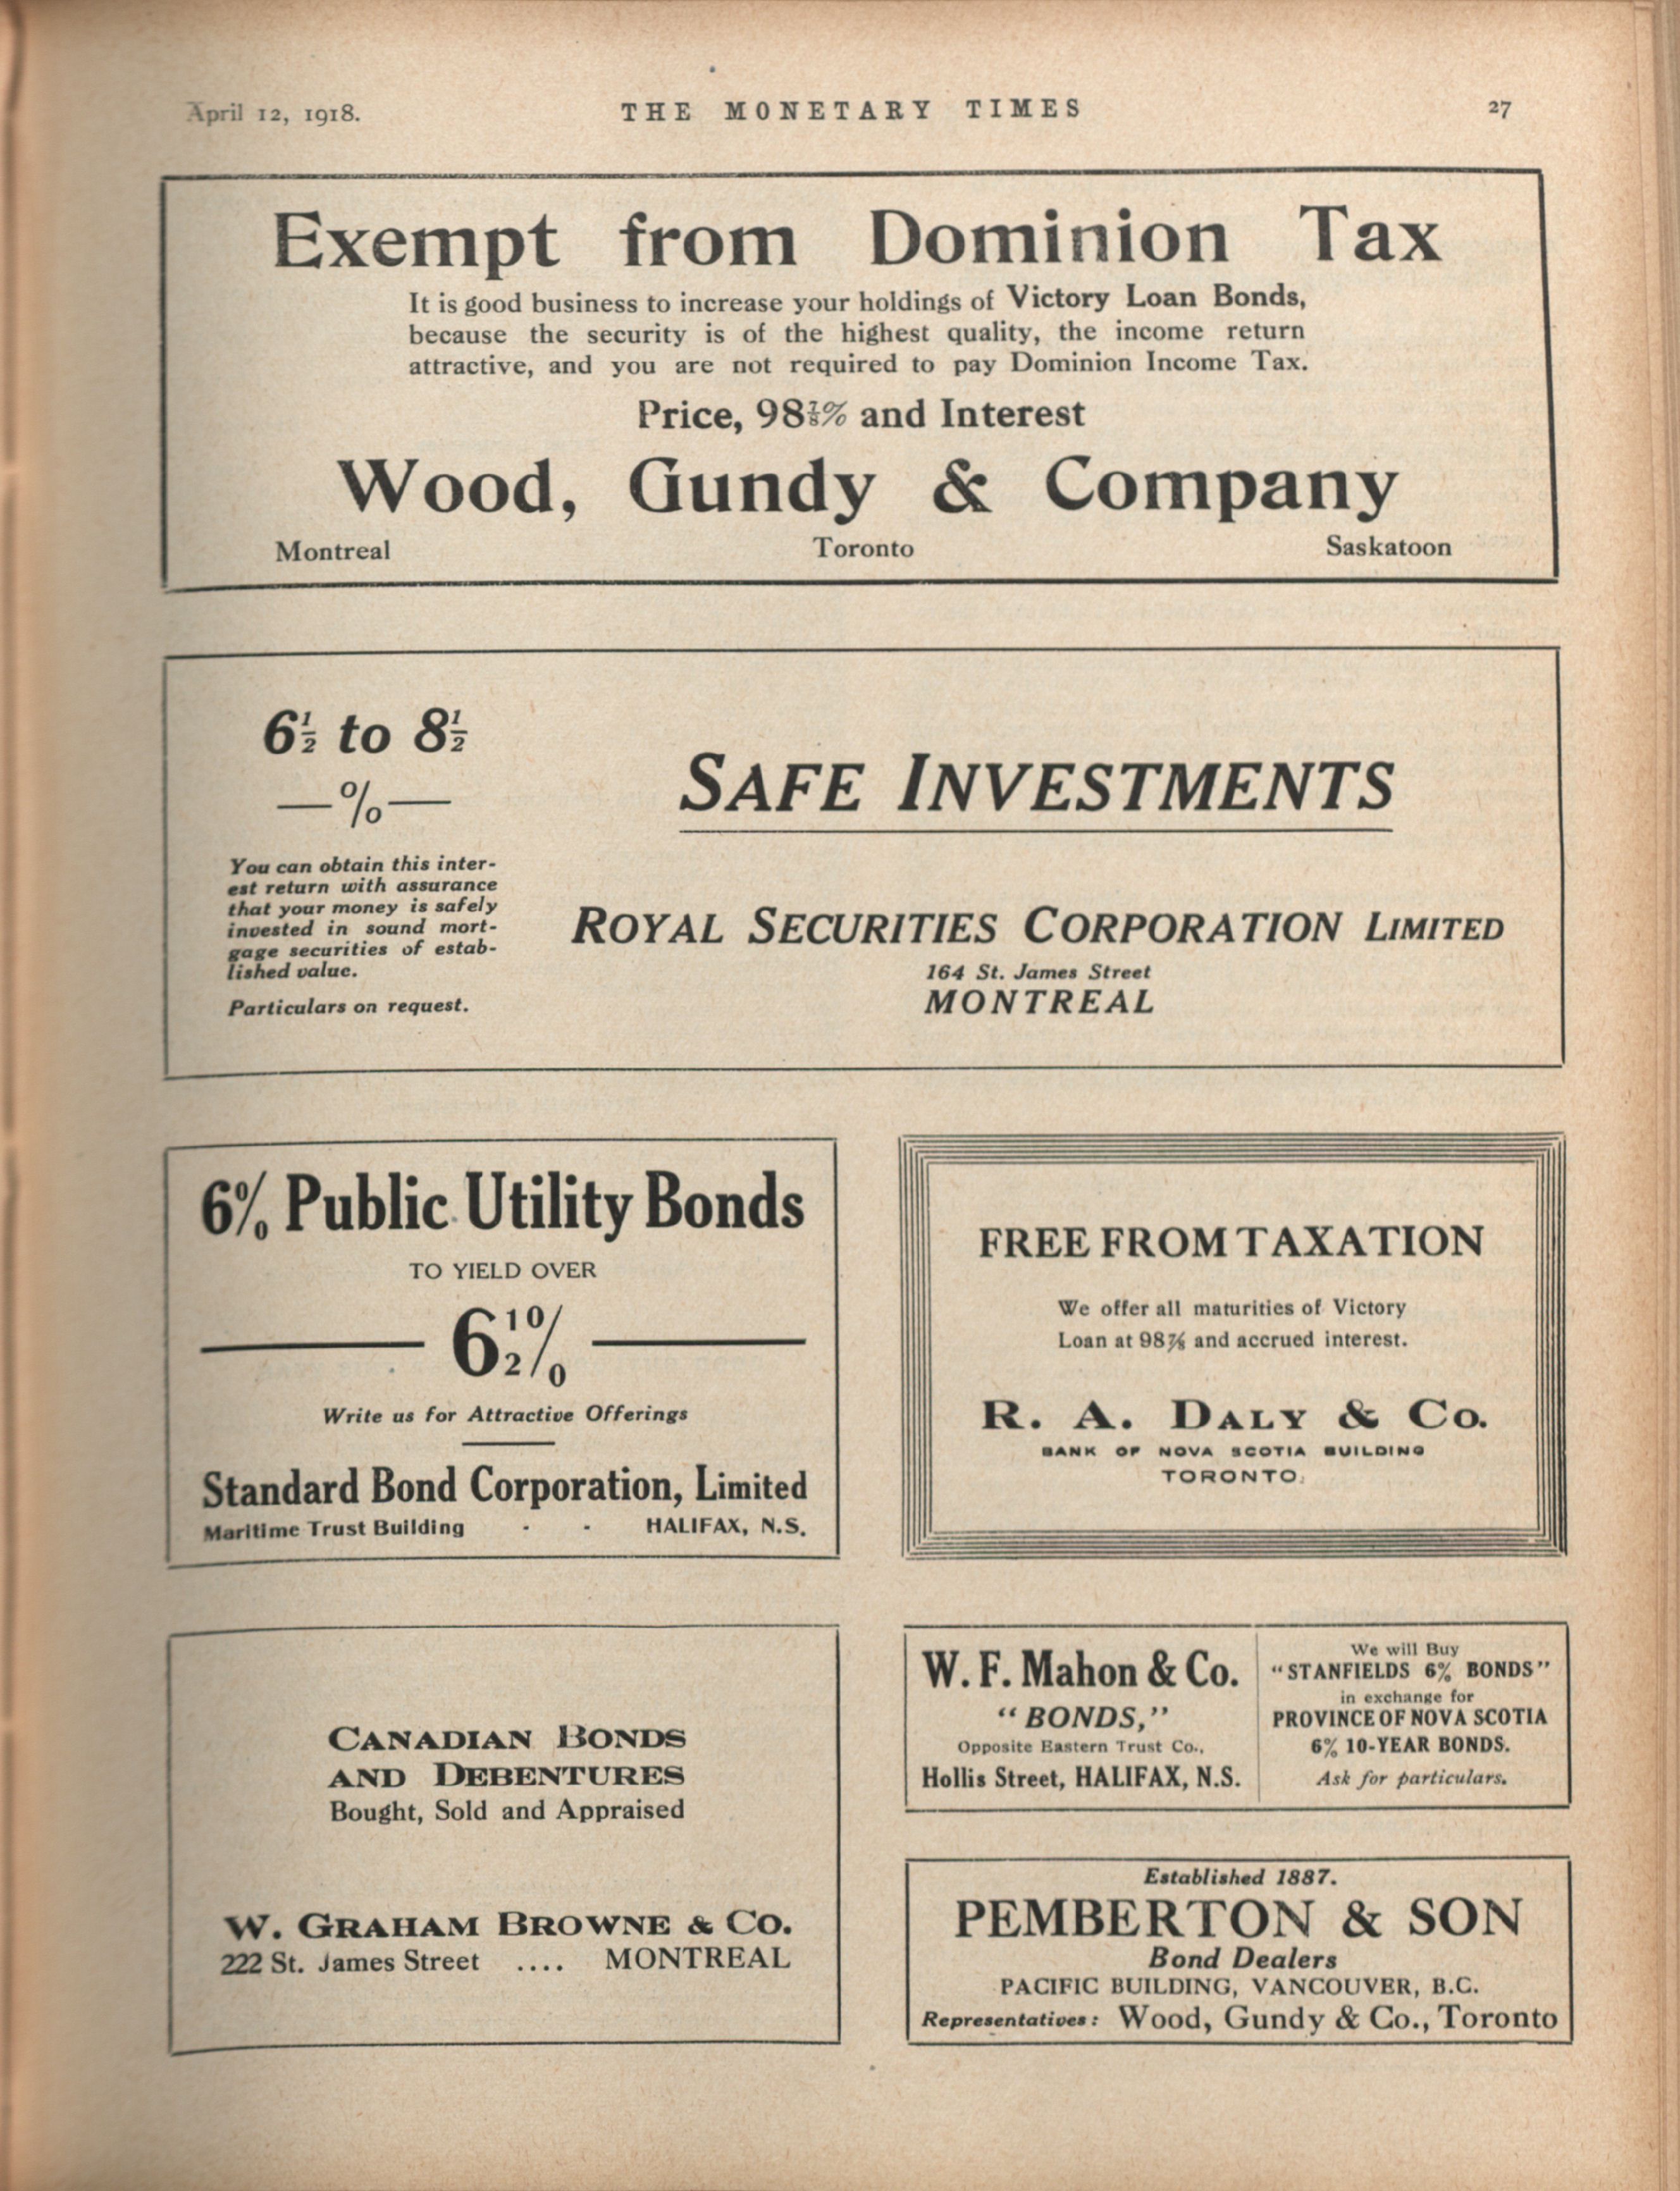 April 12, 1918.
THE MONETARY TIMES
27
Exempt from Dominion Tax
It is good business to increase your holdings of Victory Loan Bonds,
because the security is of the highest quality, the income return
attractive, and you are not required to pay Dominion Income Tax.
Price, 98⅞% and Interest
Wood, Gundy & Company
Montreal
Toronto
Saskatoon
6½ to 8½
—%—
You can obtain this inter-
est return with assurance
that your money is safely
invested in sound mort-
gage securities of estab-
lished value.
Particulars on request.
SAFE INVESTMENTS
ROYAL SECURITIES CORPORATION LIMITED
164 St. James Street
MONTREAL
6% Public Utility Bonds
TO YIELD OVER
6½%
Write us for Attractive Offerings
Standard Bond Corporation, Limited
Maritime Trust Building - - HALIFAX, N.S.
FREE FROM TAXATION
We offer all maturities of Victory
Loan at 98⅞ and accrued interest.
R. A. DALY & CO.
BANK OF NOVA SCOTIA BUILDING
TORONTO
CANADIAN BONDS
AND DEBENTURES
Bought, Sold and Appraised
W. GRAHAM BROWNE & CO.
222 St. James Street .... MONTREAL
W. F. Mahon & Co.
"BONDS,"
Opposite Eastern Trust Co.,
Hollis Street, HALIFAX, N.S.
We will Buy
"STANFIELDS 6% BONDS"
in exchange for
PROVINCE OF NOVA SCOTIA
6% 10-YEAR BONDS.
Ask for particulars.
Established 1887.
PEMBERTON & SON
Bond Dealers
PACIFIC BUILDING, VANCOUVER, B.C.
Representatives: Wood, Gundy & Co., Toronto